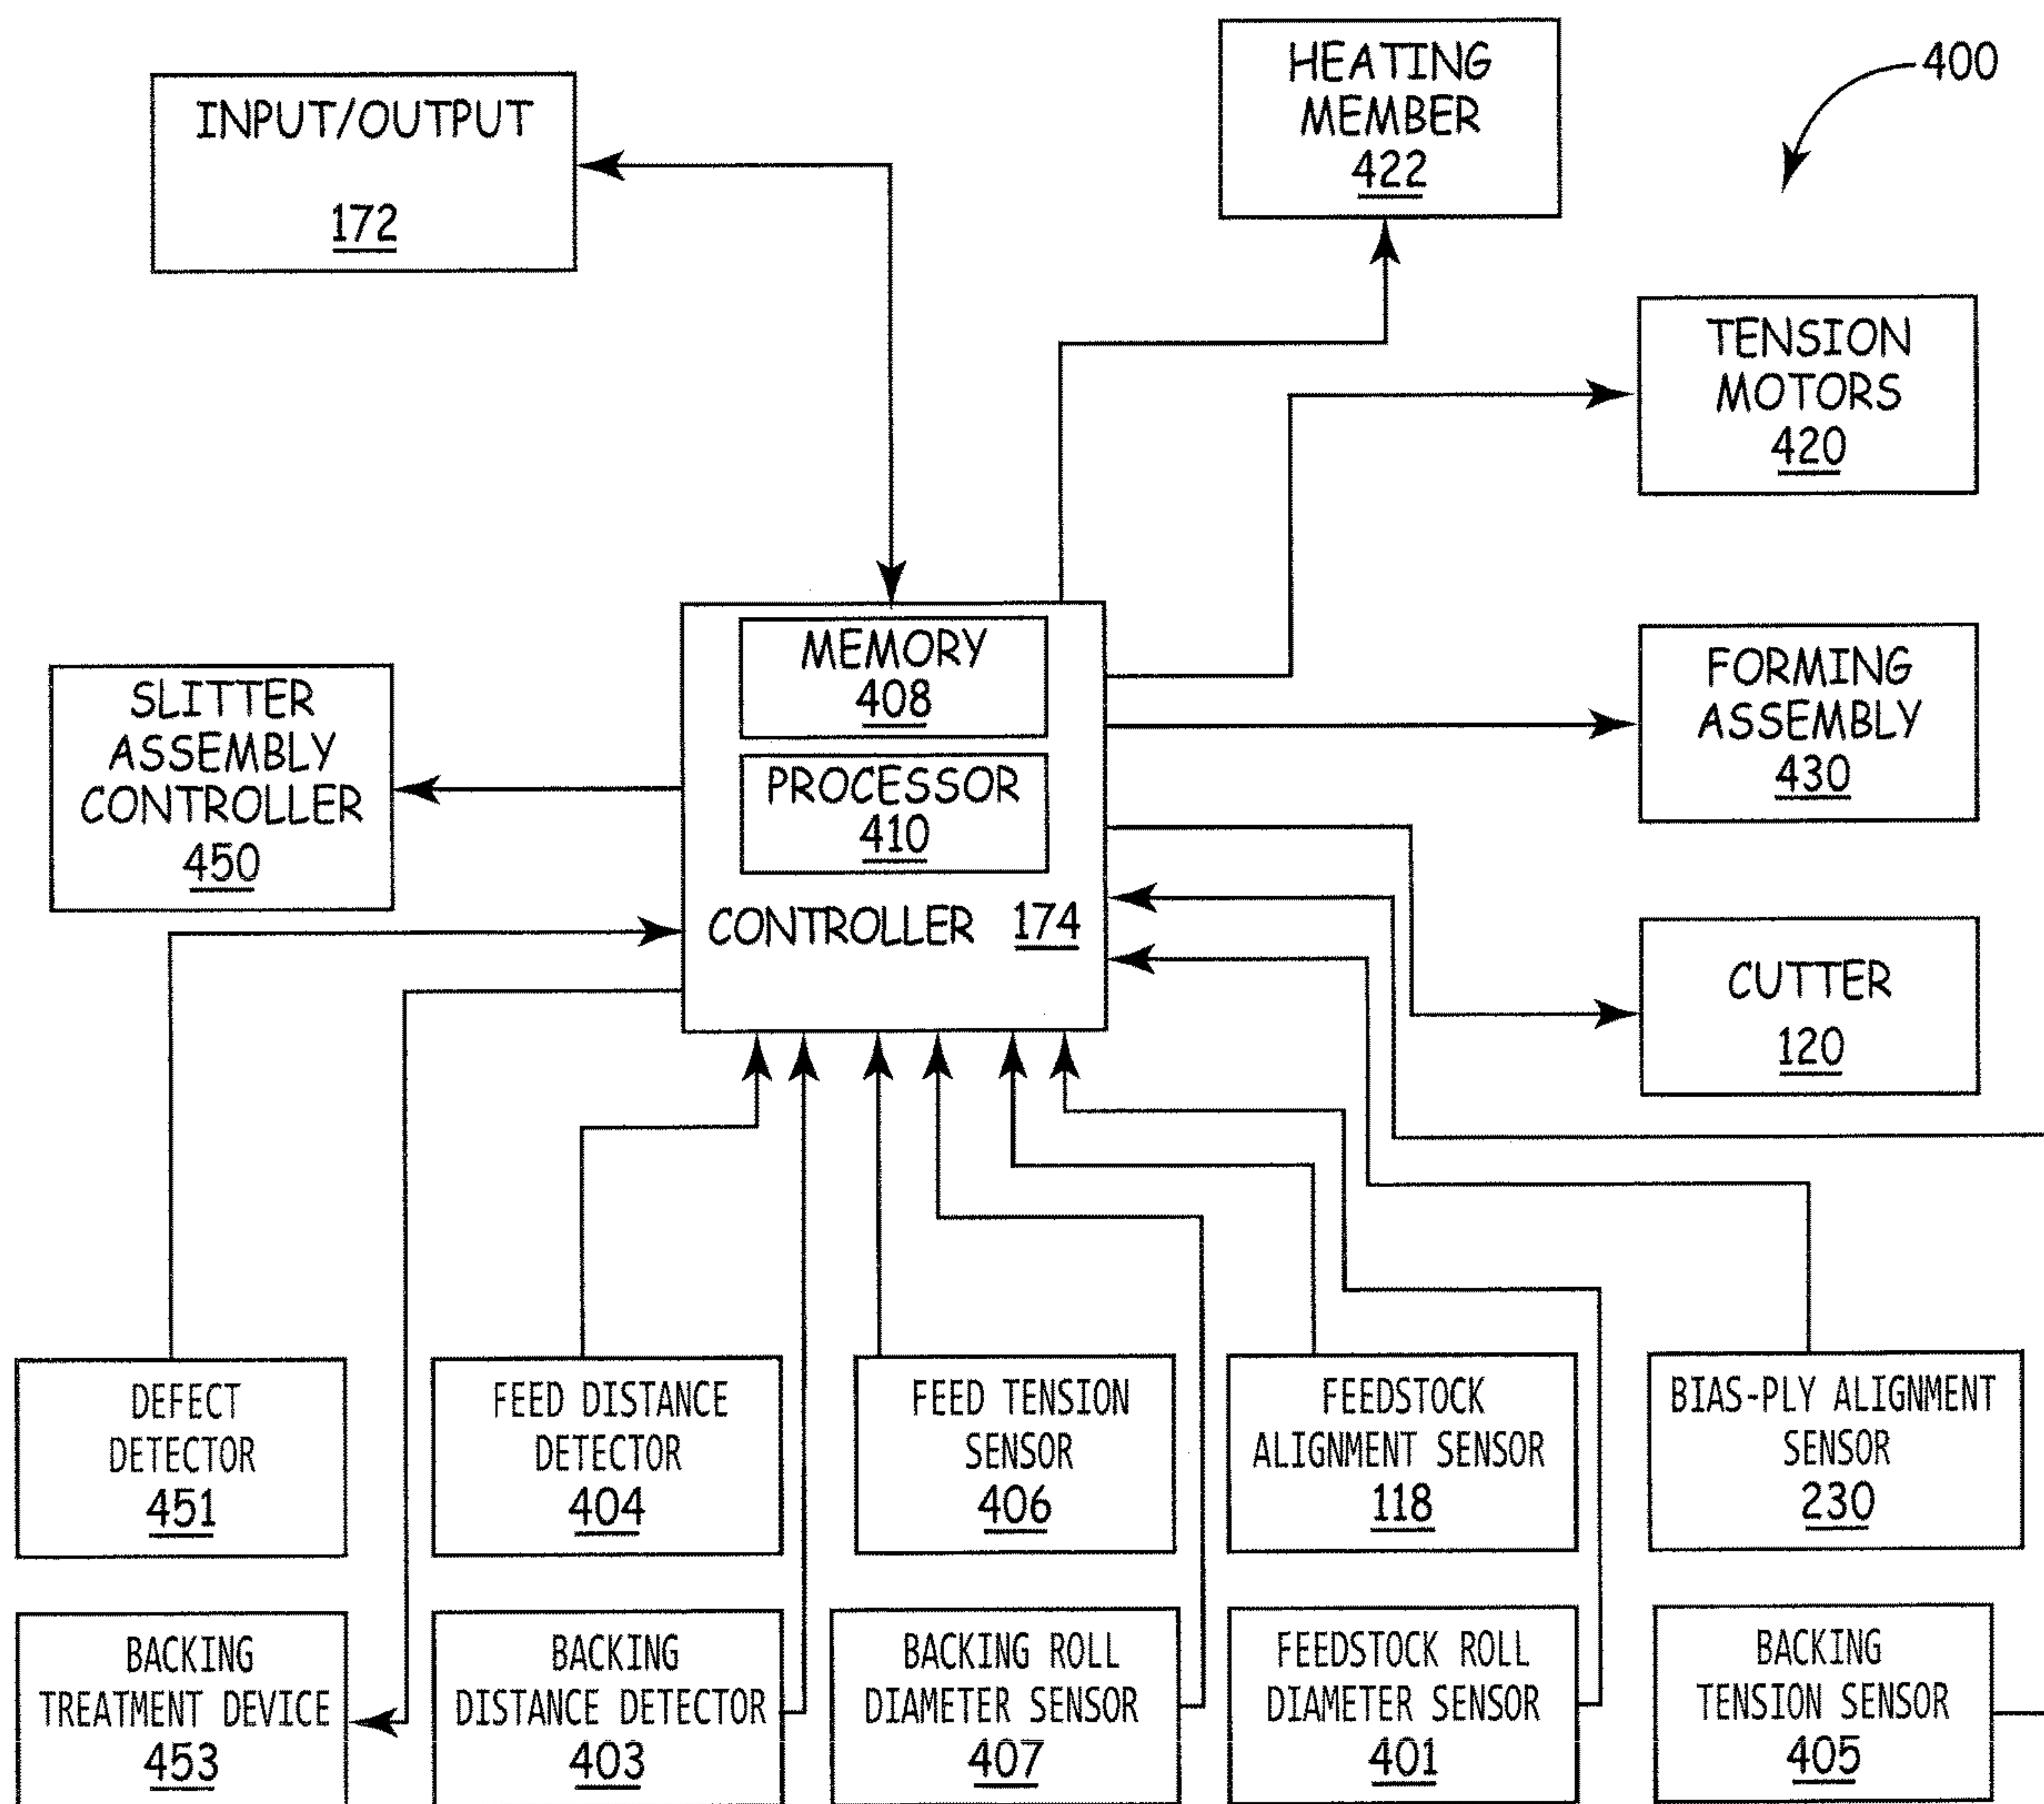 INPUT/OUTPUT
172
HEATING
MEMBER
422
400
TENSION
MOTORS
420
MEMORY
408
PROCESSOR
410
CONTROLLER 174
SLITTER
ASSEMBLY
CONTROLLER
450
FORMING
ASSEMBLY
430
CUTTER
120
DEFECT
DETECTOR
451
FEED DISTANCE
DETECTOR
404
FEED TENSION
SENSOR
406
FEEDSTOCK
ALIGNMENT SENSOR
118
BIAS-PLY ALIGNMENT
SENSOR
230
BACKING
TREATMENT DEVICE
453
BACKING
DISTANCE DETECTOR
403
BACKING ROLL
DIAMETER SENSOR
407
FEEDSTOCK ROLL
DIAMETER SENSOR
401
BACKING
TENSION SENSOR
405